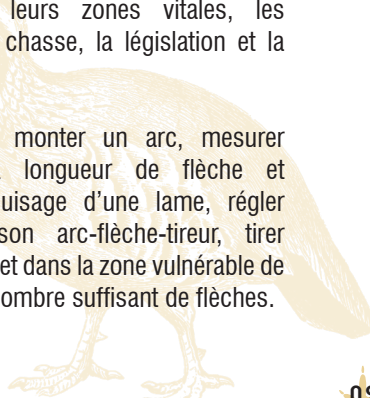 leurs zones vitales, les
chasse, la législation et la
monter un arc, mesurer
longueur de flèche et
uisage d'une lame, régler
son arc-flèche-tireur, tirer
et dans la zone vulnérable de
ombre suffisant de flèches.